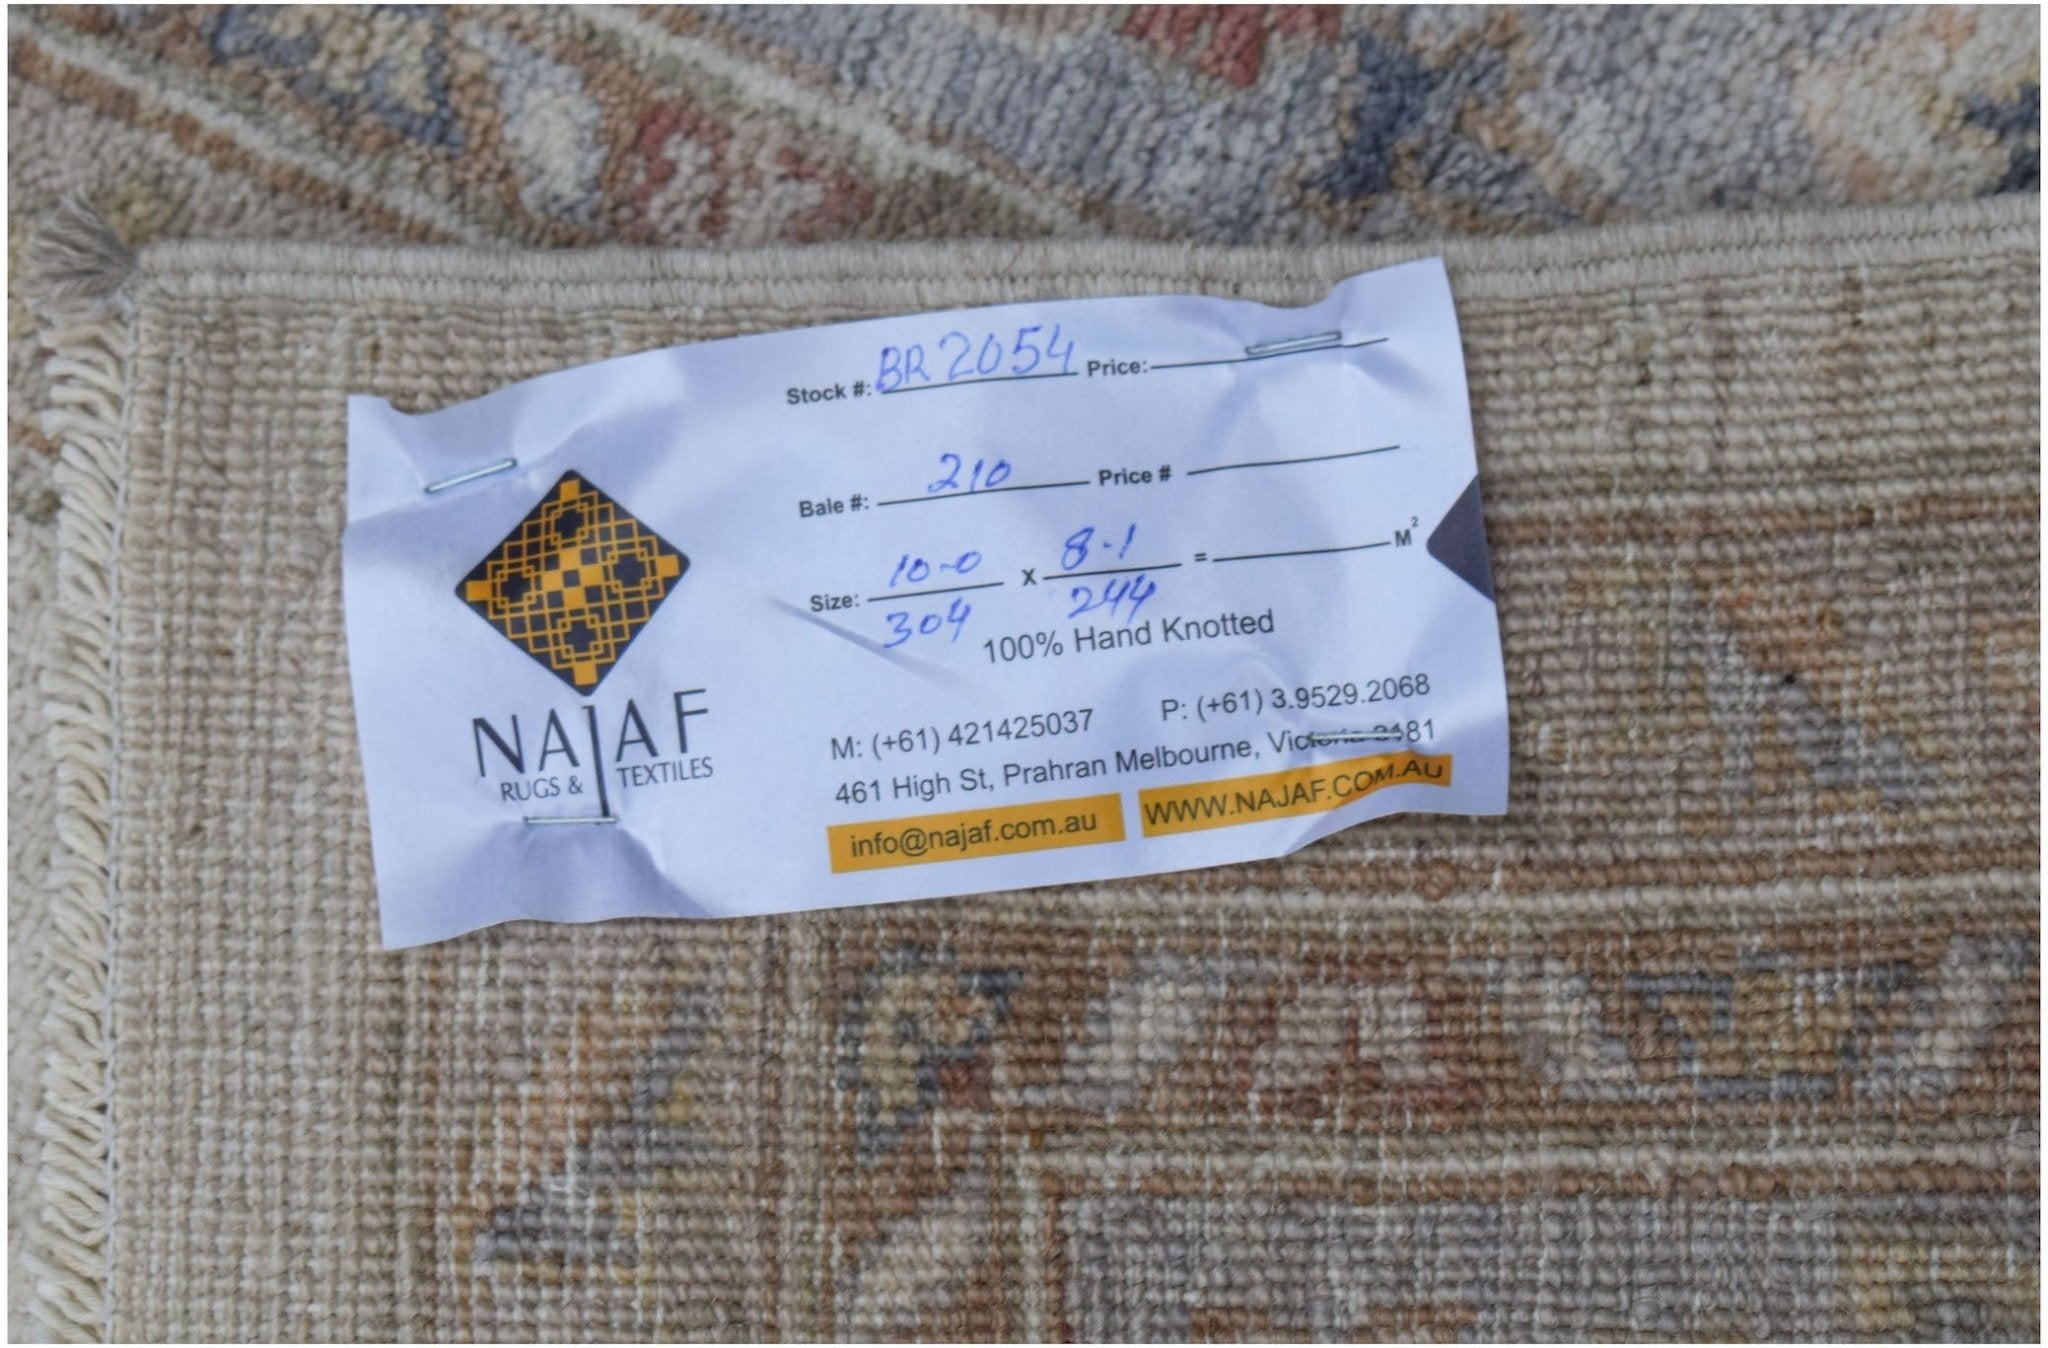 Stock #: BR2054 Price:
Bale #: 210 Price #
Size: 10-0 x 8-1 = M²
304 244
100% Hand Knotted
NAJAF
RUGS & TEXTILES
M: (+61) 421425037 P: (+61) 3.9529.2068
461 High St, Prahran Melbourne, Victoria 3181
info@najaf.com.au WWW.NAJAF.COM.AU